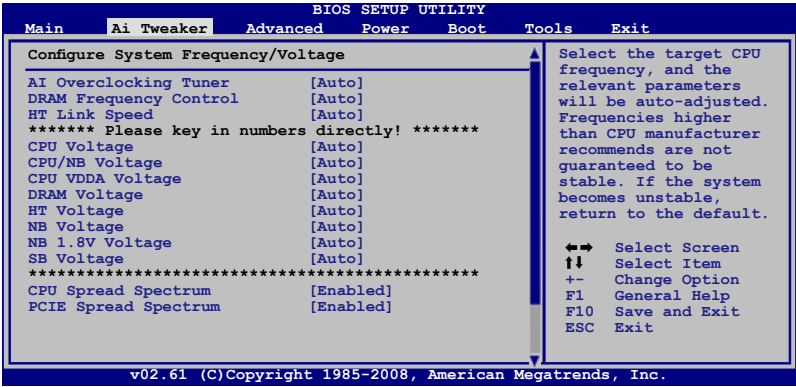 BIOS SETUP UTILITY
Main Ai Tweaker Advanced Power Boot Tools Exit
Configure System Frequency/Voltage
AI Overclocking Tuner [Auto]
DRAM Frequency Control [Auto]
HT Link Speed [Auto]
******* Please key in numbers directly! *******
CPU Voltage [Auto]
CPU/NB Voltage [Auto]
CPU VDDA Voltage [Auto]
DRAM Voltage [Auto]
HT Voltage [Auto]
NB Voltage [Auto]
NB 1.8V Voltage [Auto]
SB Voltage [Auto]
***********************************************
CPU Spread Spectrum [Enabled]
PCIE Spread Spectrum [Enabled]
Select the target CPU
frequency, and the
relevant parameters
will be auto-adjusted.
Frequencies higher
than CPU manufacturer
recommends are not
guaranteed to be
stable. If the system
becomes unstable,
return to the default.
←→ Select Screen
↑↓ Select Item
+- Change Option
F1 General Help
F10 Save and Exit
ESC Exit
v02.61 (C)Copyright 1985-2008, American Megatrends, Inc.